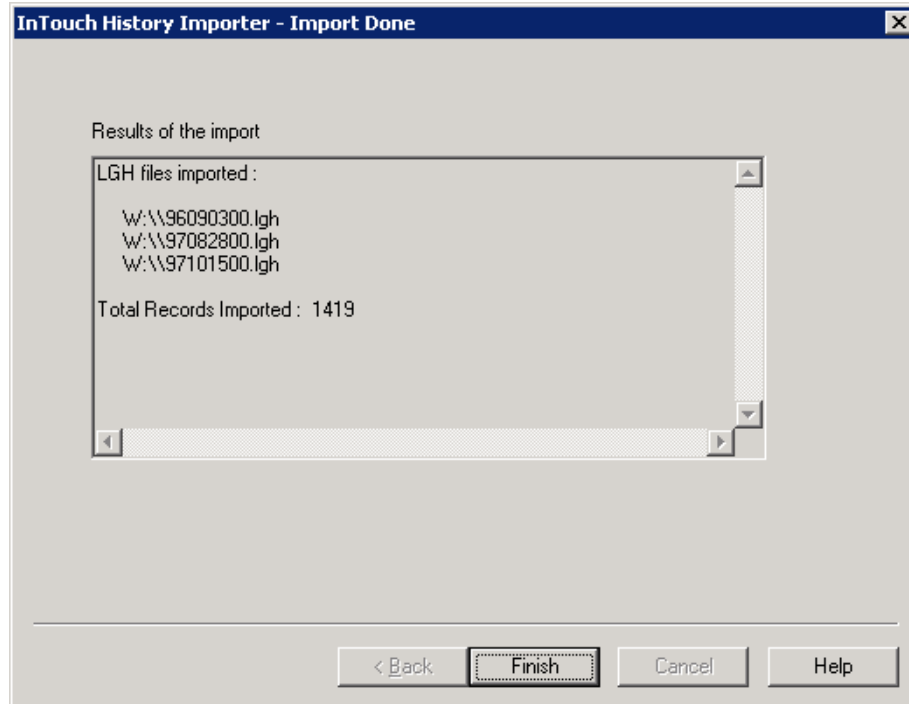 InTouch History Importer - Import Done
Results of the import
LGH files imported :
W:\\96090300.lgh
W:\\97082800.lgh
W:\\97101500.lgh
Total Records Imported : 1419
< Back
Finish
Cancel
Help